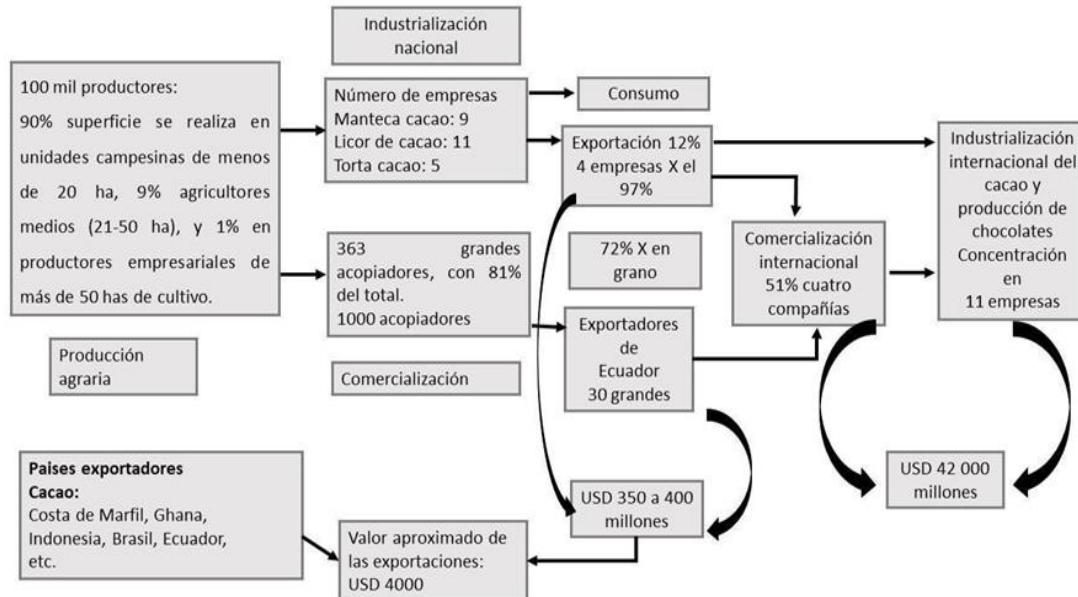 Industrialización
nacional
100 mil productores:
90% superficie se realiza en
unidades campesinas de menos
de 20 ha, 9% agricultores
medios (21-50 ha), y 1% en
productores empresariales de
más de 50 has de cultivo.
Número de empresas
Manteca cacao: 9
Licor de cacao: 11
Torta cacao: 5
Consumo
Exportación 12%
4 empresas X el
97%
Industrialización
internacional del
cacao y
producción de
chocolates
Concentración
en
11 empresas
363 grandes
acopiadores, con 81%
del total.
1000 acopiadores
72% X en
grano
Comercialización
internacional
51% cuatro
compañías
Exportadores
de
Ecuador
30 grandes
Producción
agraria
Comercialización
Paises exportadores
Cacao:
Costa de Marfil, Ghana,
Indonesia, Brasil, Ecuador,
etc.
USD 350 a 400
millones
USD 42 000
millones
Valor aproximado de
las exportaciones:
USD 4000